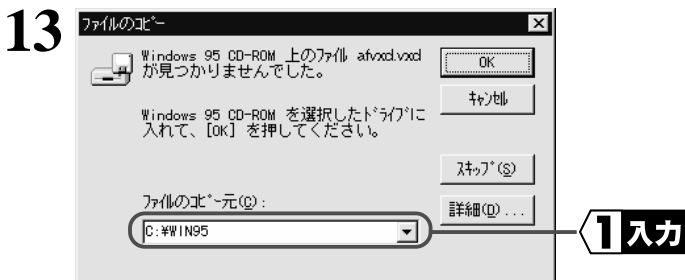 13
ファイルのコピー
Windows 95 CD-ROM 上のファイル afvxd.vxd
が見つかりませんでした。
Windows 95 CD-ROM を選択したドライブに
入れて、[OK] を押してください。
OK
キャンセル
スキップ(S)
詳細(D)...
ファイルのコピー元(C):
C:¥WIN95
1 入力